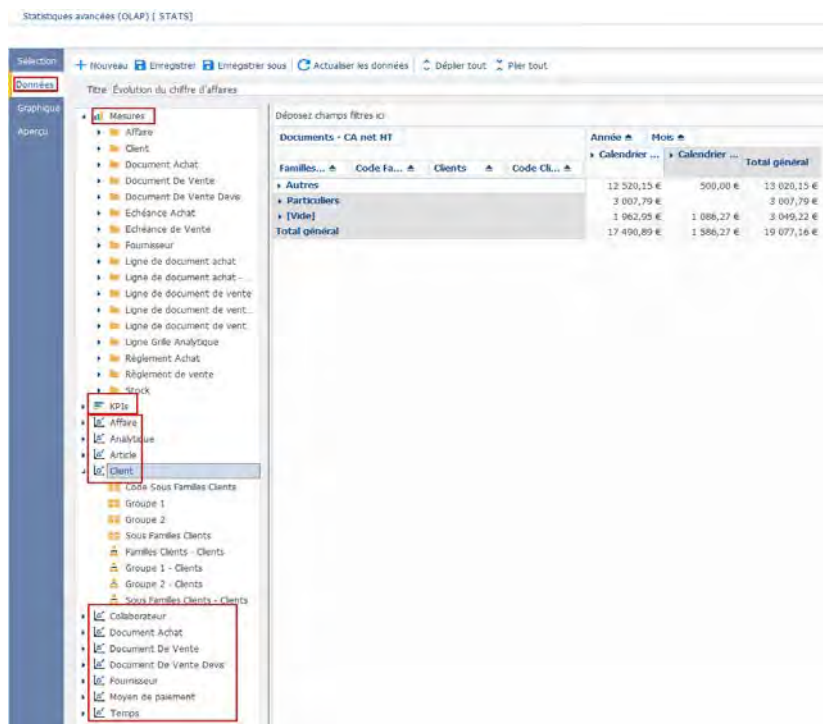 Statistiques avancées (OLAP) [ STATS]
Sélection
Données
Graphique
Aperçu
Nouveau Enregistrer Enregistrer sous Actualiser les données Déplier tout Plier tout
Titre Évolution du chiffre d'affaires
Mesures
Affaire
Client
Document Achat
Document De Vente
Document De Vente Devis
Echéance Achat
Echéance de Vente
Fournisseur
Ligne de document achat
Ligne de document achat - ...
Ligne de document de vente
Ligne de document de vent...
Ligne de document de vent...
Ligne Grille Analytique
Règlement Achat
Règlement de vente
Stock
KPIs
Affaire
Analytique
Article
Client
Code Sous Familles Clients
Groupe 1
Groupe 2
Sous Familles Clients
Familles Clients - Clients
Groupe 1 - Clients
Groupe 2 - Clients
Sous Familles Clients - Clients
Collaborateur
Document Achat
Document De Vente
Document De Vente Devis
Fournisseur
Moyen de paiement
Temps
Déposez champs filtres ici
Documents - CA net HT Année Mois
Calendrier ... Calendrier ... Total général
Familles... Code Fa... Clients Code Cli...
Autres 12 520,15 € 500,00 € 13 020,15 €
Particuliers 3 007,79 € 3 007,79 €
[Vide] 1 962,95 € 1 086,27 € 3 049,22 €
Total général 17 490,89 € 1 586,27 € 19 077,16 €